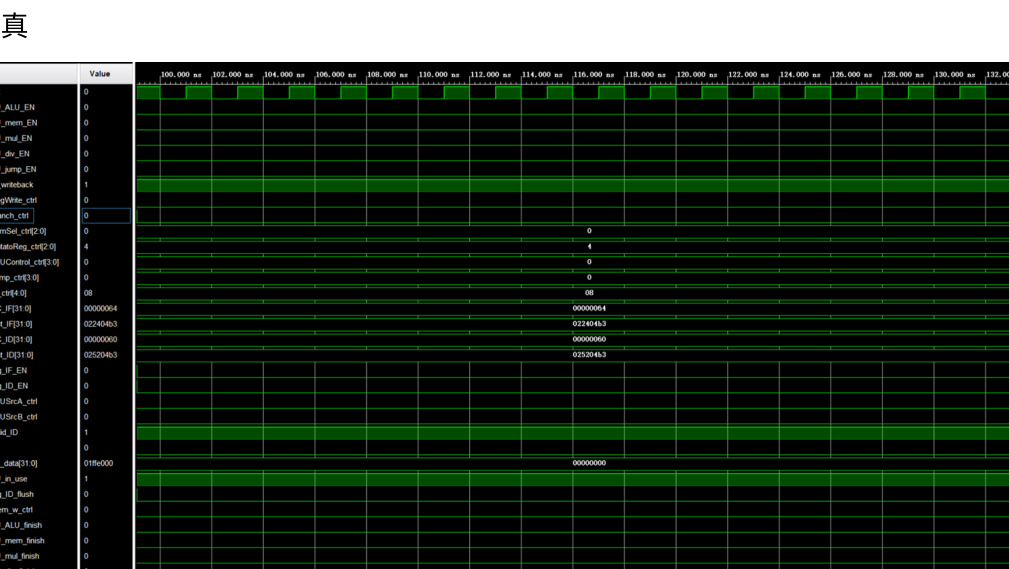 真
Value
100.000 ns 102.000 ns 104.000 ns 106.000 ns 108.000 ns 110.000 ns 112.000 ns 114.000 ns 116.000 ns 118.000 ns 120.000 ns 122.000 ns 124.000 ns 126.000 ns 128.000 ns 130.000 ns 132.00
0
_ALU_EN 0
_mem_EN 0
_mul_EN 0
_div_EN 0
_jump_EN 0
_writeback 1
gWrite_ctrl 0
anch_ctrl 0
mSel_ctrl[2:0] 0 0
tatoReg_ctrl[2:0] 4 4
UControl_ctrl[3:0] 0 0
mp_ctrl[3:0] 0 0
_ctrl[4:0] 08 08
_IF[31:0] 00000064 00000064
t_IF[31:0] 022404b3 022404b3
_ID[31:0] 00000060 00000060
t_ID[31:0] 025204b3 025204b3
_IF_EN 0
_ID_EN 0
USrcA_ctrl 0
USrcB_ctrl 0
id_ID 1
0
_data[31:0] 01ffe000 00000000
_in_use 1
_ID_flush 0
em_w_ctrl 0
_ALU_finish 0
_mem_finish 0
_mul_finish 0